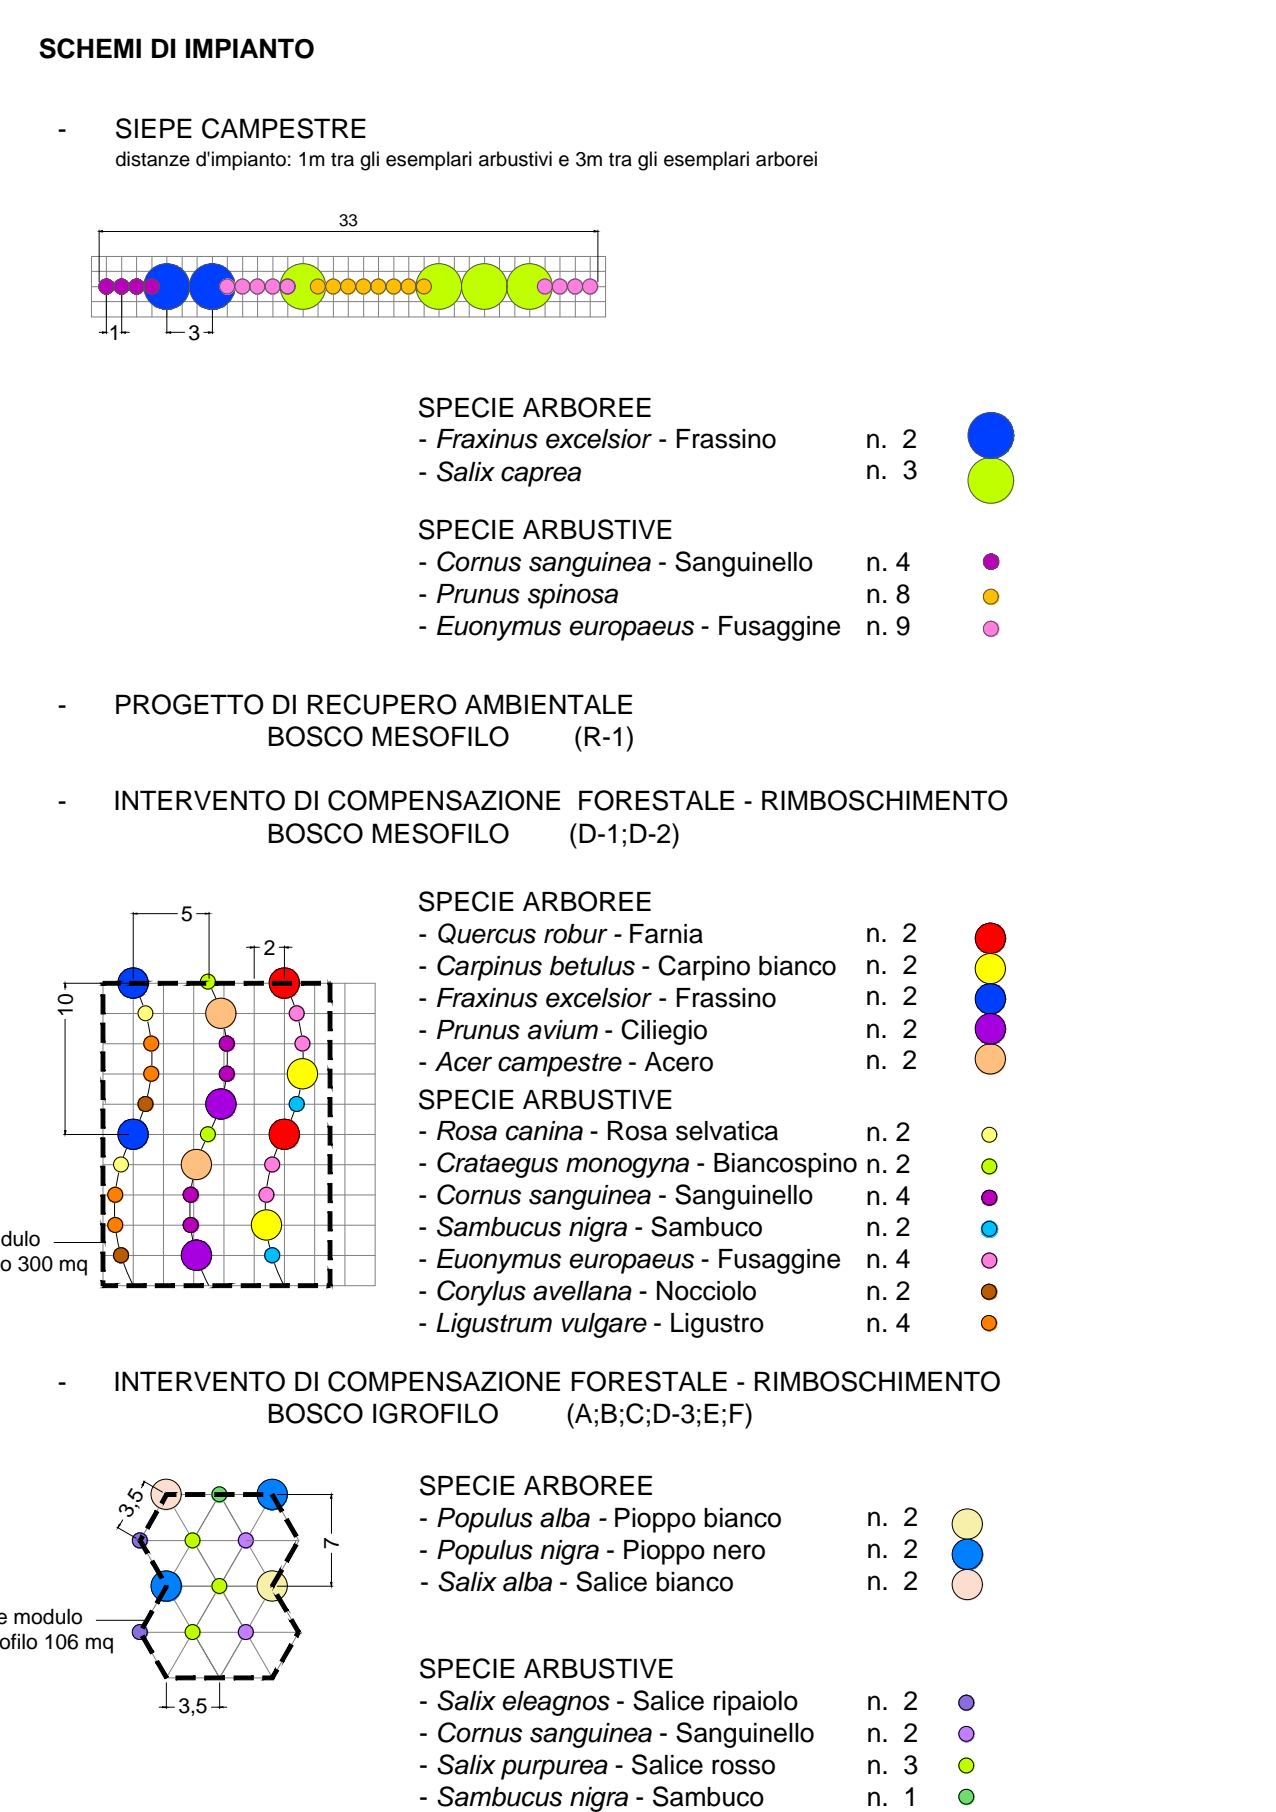 SCHEMI DI IMPIANTO
- SIEPE CAMPESTRE
distanze d'impianto: 1m tra gli esemplari arbustivi e 3m tra gli esemplari arborei
33
1
3
SPECIE ARBOREE
- Fraxinus excelsior - Frassino n. 2
- Salix caprea n. 3
SPECIE ARBUSTIVE
- Cornus sanguinea - Sanguinello n. 4
- Prunus spinosa n. 8
- Euonymus europaeus - Fusaggine n. 9
- PROGETTO DI RECUPERO AMBIENTALE
BOSCO MESOFILO (R-1)
- INTERVENTO DI COMPENSAZIONE FORESTALE - RIMBOSCHIMENTO
BOSCO MESOFILO (D-1;D-2)
5
2
10
dulo
o 300 mq
SPECIE ARBOREE
- Quercus robur - Farnia n. 2
- Carpinus betulus - Carpino bianco n. 2
- Fraxinus excelsior - Frassino n. 2
- Prunus avium - Ciliegio n. 2
- Acer campestre - Acero n. 2
SPECIE ARBUSTIVE
- Rosa canina - Rosa selvatica n. 2
- Crataegus monogyna - Biancospino n. 2
- Cornus sanguinea - Sanguinello n. 4
- Sambucus nigra - Sambuco n. 2
- Euonymus europaeus - Fusaggine n. 4
- Corylus avellana - Nocciolo n. 2
- Ligustrum vulgare - Ligustro n. 4
- INTERVENTO DI COMPENSAZIONE FORESTALE - RIMBOSCHIMENTO
BOSCO IGROFILO (A;B;C;D-3;E;F)
3,5
7
e modulo
ofilo 106 mq
3,5
SPECIE ARBOREE
- Populus alba - Pioppo bianco n. 2
- Populus nigra - Pioppo nero n. 2
- Salix alba - Salice bianco n. 2
SPECIE ARBUSTIVE
- Salix eleagnos - Salice ripaiolo n. 2
- Cornus sanguinea - Sanguinello n. 2
- Salix purpurea - Salice rosso n. 3
- Sambucus nigra - Sambuco n. 1